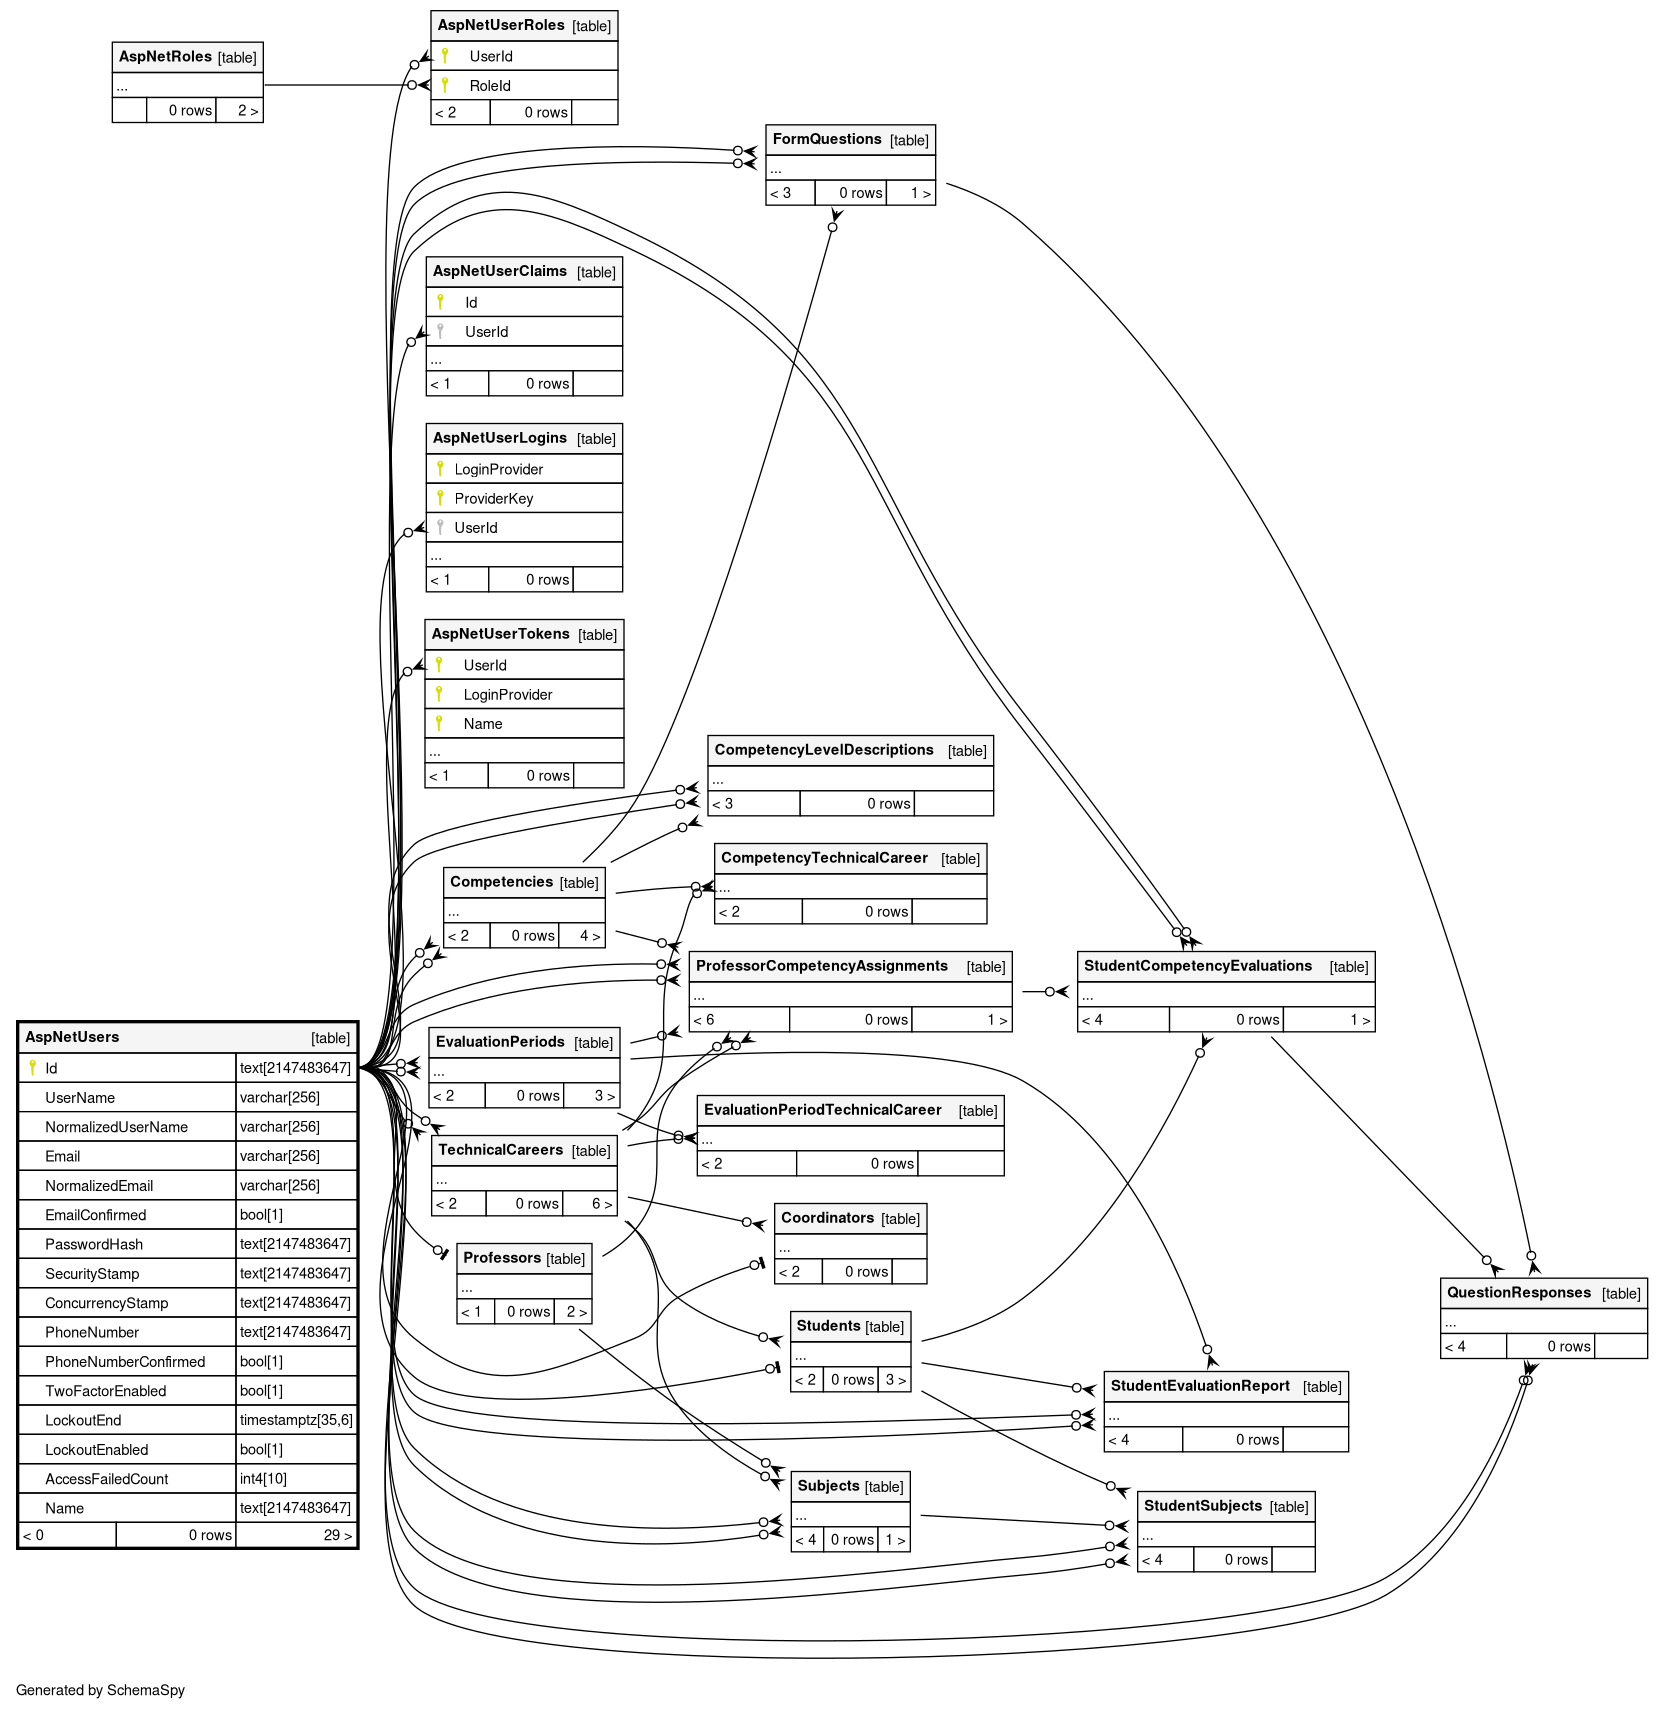 AspNetUserRoles [table]
UserId
RoleId
< 2 0 rows
AspNetRoles [table]
...
0 rows 2 >
FormQuestions [table]
...
< 3 0 rows 1 >
AspNetUserClaims [table]
Id
UserId
...
< 1 0 rows
AspNetUserLogins [table]
LoginProvider
ProviderKey
UserId
...
< 1 0 rows
AspNetUserTokens [table]
UserId
LoginProvider
Name
...
< 1 0 rows
CompetencyLevelDescriptions [table]
...
< 3 0 rows
CompetencyTechnicalCareer [table]
...
< 2 0 rows
Competencies [table]
...
< 2 0 rows 4 >
ProfessorCompetencyAssignments [table]
...
< 6 0 rows 1 >
StudentCompetencyEvaluations [table]
...
< 4 0 rows 1 >
AspNetUsers [table]
Id text[2147483647]
UserName varchar[256]
NormalizedUserName varchar[256]
Email varchar[256]
NormalizedEmail varchar[256]
EmailConfirmed bool[1]
PasswordHash text[2147483647]
SecurityStamp text[2147483647]
ConcurrencyStamp text[2147483647]
PhoneNumber text[2147483647]
PhoneNumberConfirmed bool[1]
TwoFactorEnabled bool[1]
LockoutEnd timestamptz[35,6]
LockoutEnabled bool[1]
AccessFailedCount int4[10]
Name text[2147483647]
< 0 0 rows 29 >
EvaluationPeriods [table]
...
< 2 0 rows 3 >
EvaluationPeriodTechnicalCareer [table]
...
< 2 0 rows
TechnicalCareers [table]
...
< 2 0 rows 6 >
Coordinators [table]
...
< 2 0 rows
Professors [table]
...
< 1 0 rows 2 >
QuestionResponses [table]
...
< 4 0 rows
Students [table]
...
< 2 0 rows 3 >
StudentEvaluationReport [table]
...
< 4 0 rows
Subjects [table]
...
< 4 0 rows 1 >
StudentSubjects [table]
...
< 4 0 rows
Generated by SchemaSpy